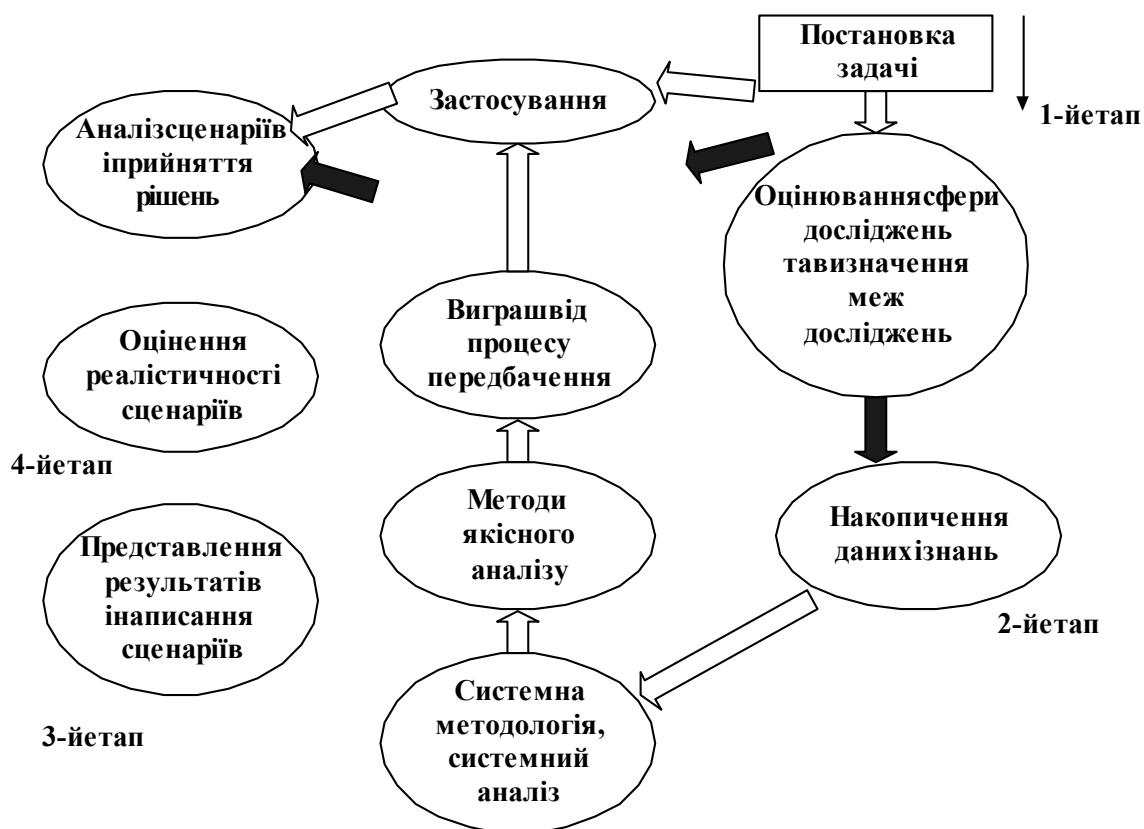 Постановка
задачі
1-йетап
Застосування
Аналізсценаріїв
іприйняття
рішень
Оцінюваннясфери
досліджень
тавизначення
меж
досліджень
Виграшвід
процесу
передбачення
Оцінення
реалістичності
сценаріїв
4-йетап
Методи
якісного
аналізу
Накопичення
данихізнань
2-йетап
Представлення
результатів
інаписання
сценаріїв
3-йетап
Системна
методологія,
системний
аналіз